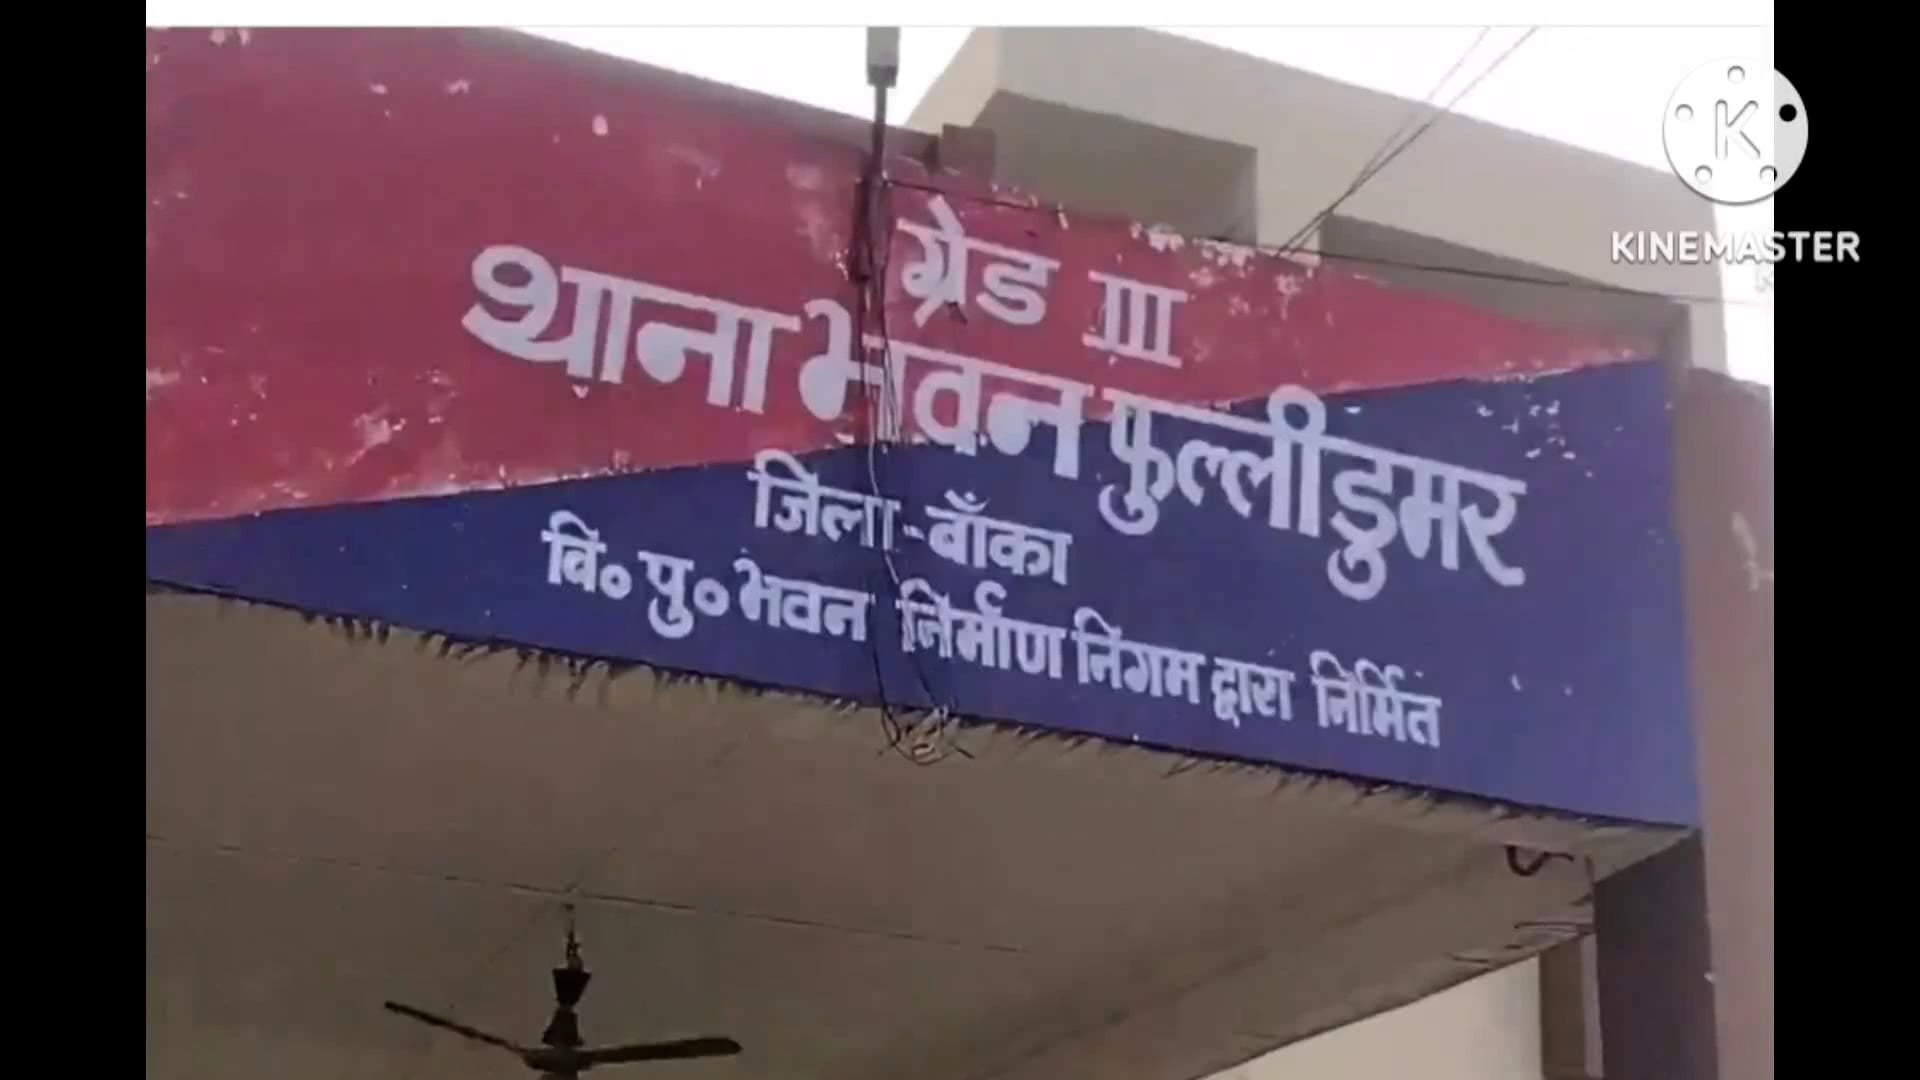 ग्रेड III
थाना भवन फुल्लीडुमर
जिला-बाँका
बि० पु० भवन निर्माण निगम द्वारा निर्मित
K
KINEMASTER